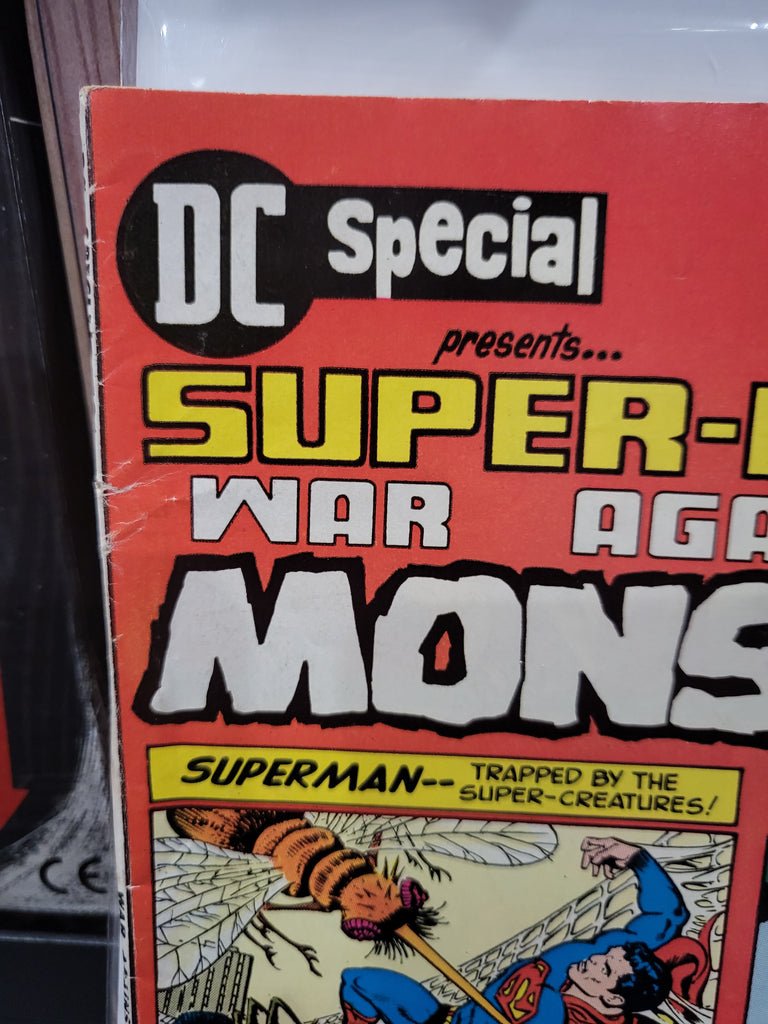 DC Special
presents...
SUPER-
WAR AGA
MONS
SUPERMAN-- TRAPPED BY THE
SUPER-CREATURES!
CE